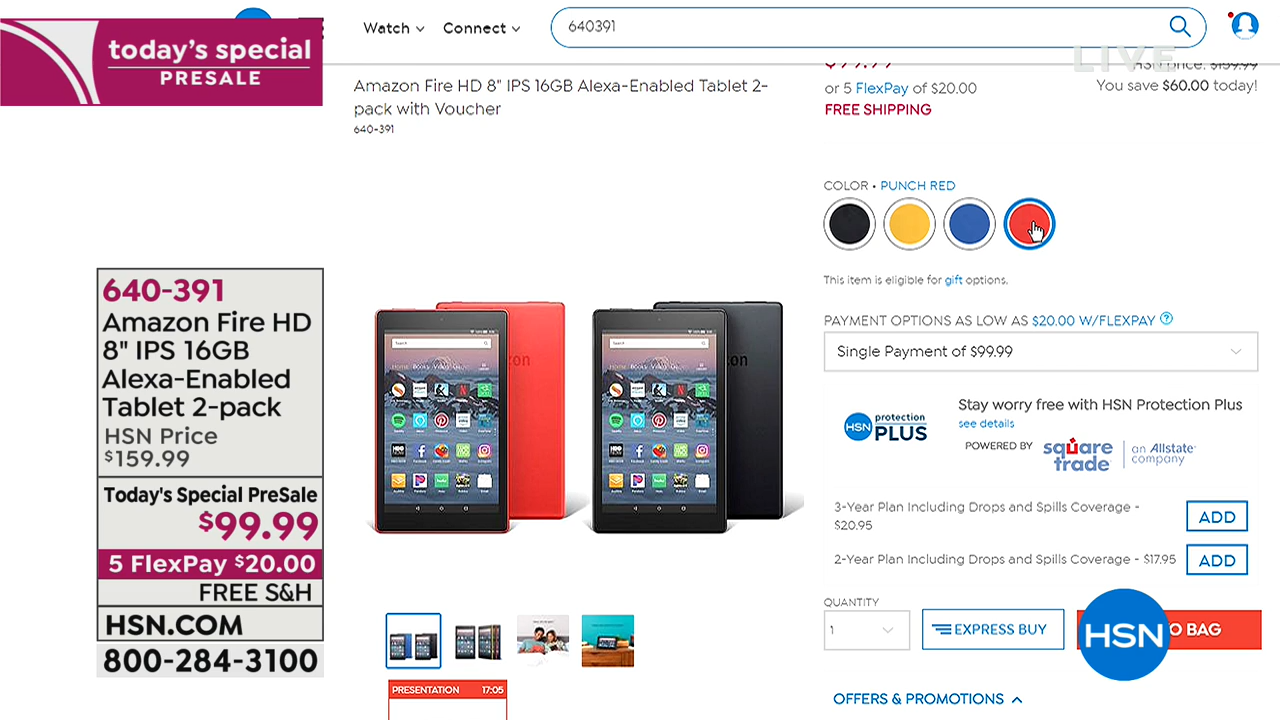 today's special
PRESALE
Watch
Connect
640391
LIVE
Amazon Fire HD 8" IPS 16GB Alexa-Enabled Tablet 2-
pack with Voucher
640-391
$99.99
HSN Price: $159.99
or 5 FlexPay of $20.00
You save $60.00 today!
FREE SHIPPING
COLOR • PUNCH RED
This item is eligible for gift options.
PAYMENT OPTIONS AS LOW AS $20.00 W/FLEXPAY ?
Single Payment of $99.99
HSN protection PLUS
Stay worry free with HSN Protection Plus
see details
POWERED BY
square trade
an Allstate company
3-Year Plan Including Drops and Spills Coverage -
$20.95
ADD
2-Year Plan Including Drops and Spills Coverage - $17.95
ADD
QUANTITY
1
EXPRESS BUY
O BAG
HSN
OFFERS & PROMOTIONS
640-391
Amazon Fire HD
8" IPS 16GB
Alexa-Enabled
Tablet 2-pack
HSN Price
$159.99
Today's Special PreSale
$99.99
5 FlexPay $20.00
FREE S&H
HSN.COM
800-284-3100
PRESENTATION 17:05